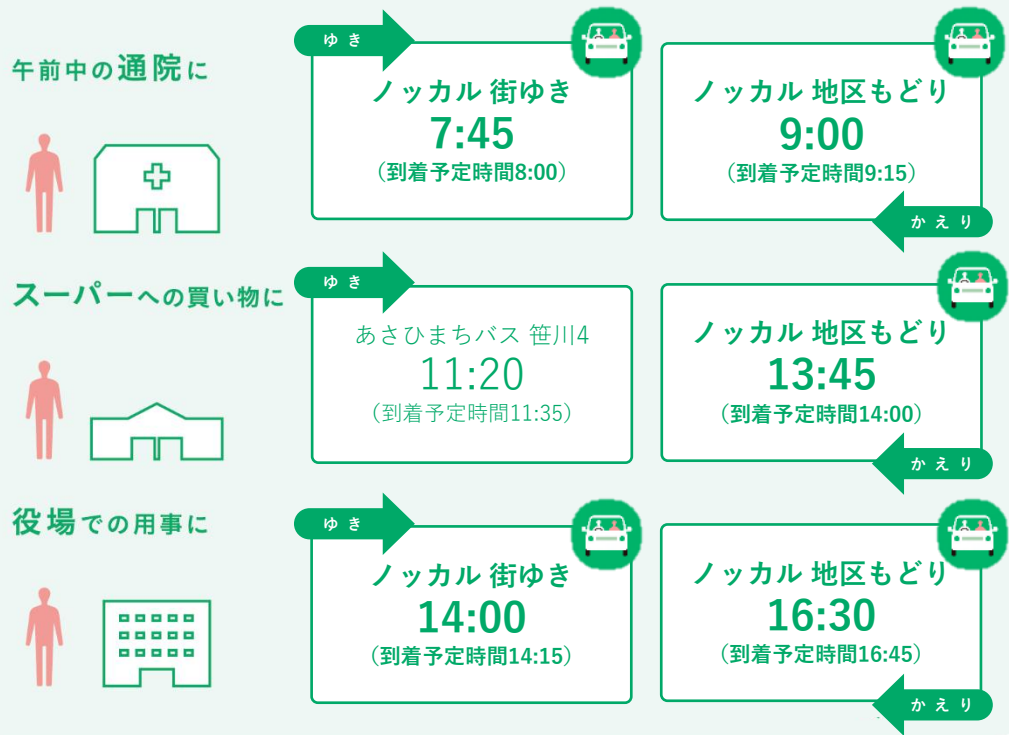 午前中の通院に
ゆき
ノッカル 街ゆき
7:45
（到着予定時間8:00）
ノッカル 地区もどり
9:00
（到着予定時間9:15）
かえり
スーパーへの買い物に
ゆき
あさひまちバス 笹川4
11:20
（到着予定時間11:35）
ノッカル 地区もどり
13:45
（到着予定時間14:00）
かえり
役場での用事に
ゆき
ノッカル 街ゆき
14:00
（到着予定時間14:15）
ノッカル 地区もどり
16:30
（到着予定時間16:45）
かえり